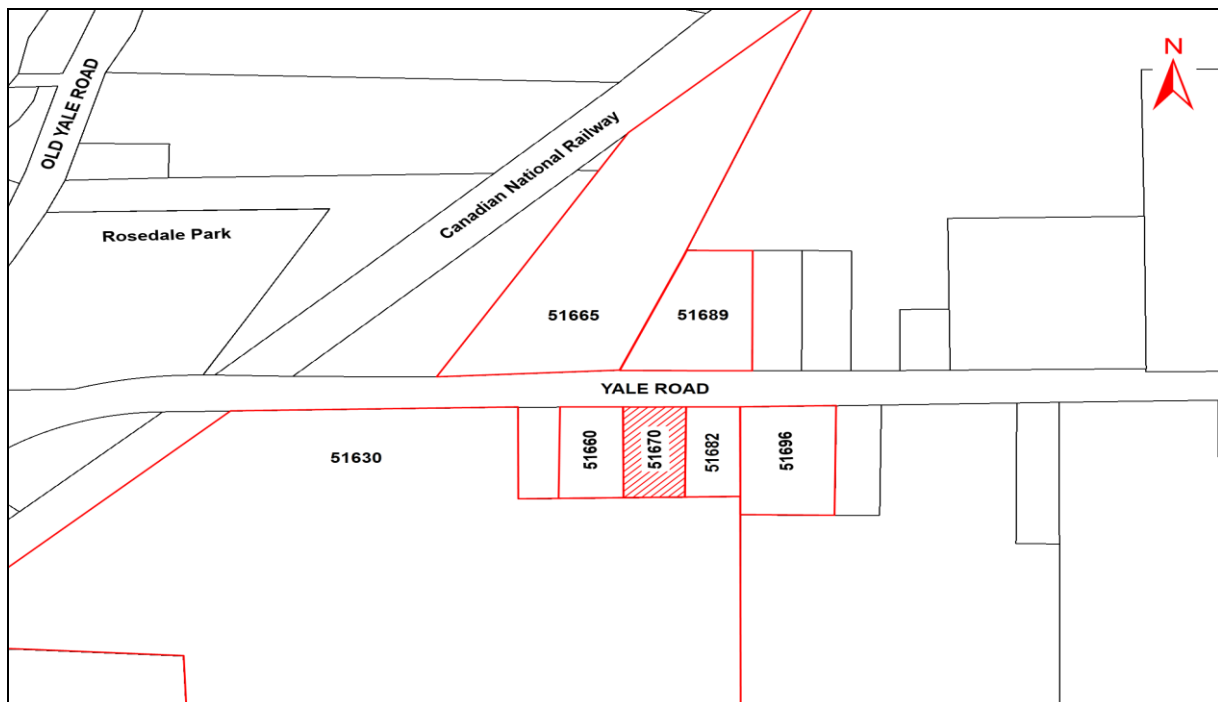 N
OLD YALE ROAD
Canadian National Railway
Rosedale Park
51665
51689
YALE ROAD
51630
51660
51670
51682
51696